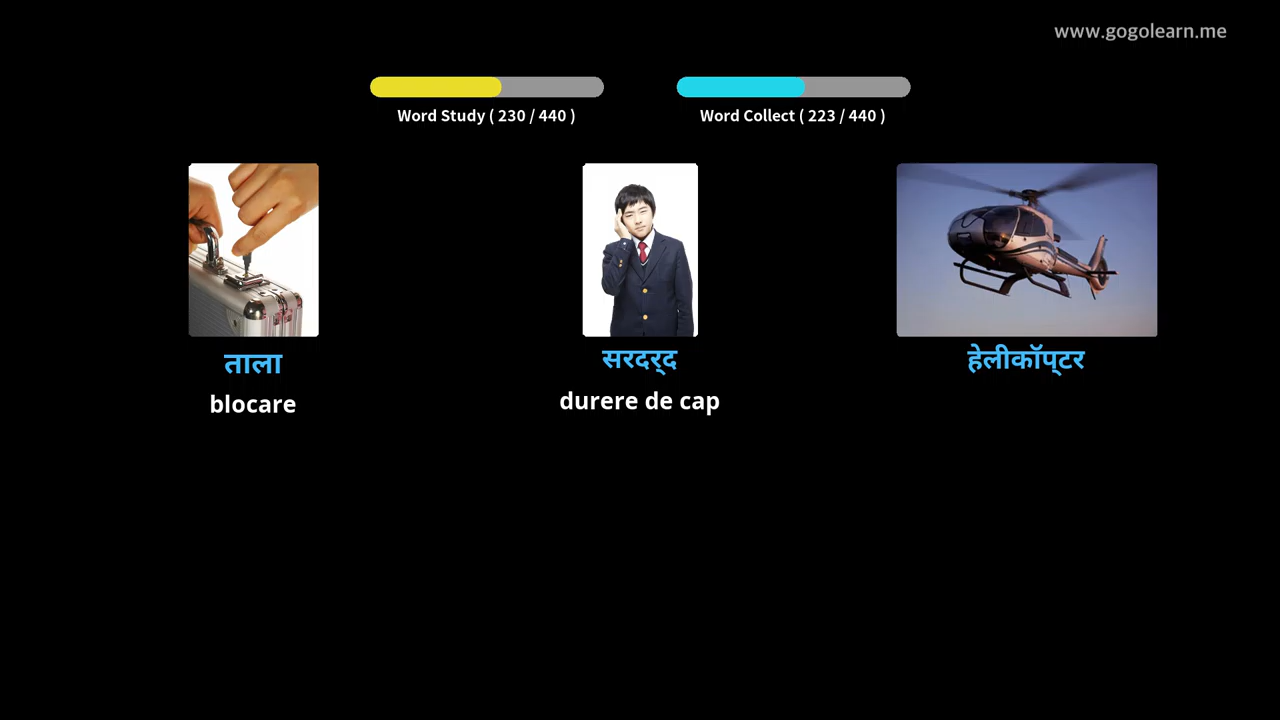 www.gogolearn.me
Word Study ( 230 / 440 )
Word Collect ( 223 / 440 )
ताला
blocare
सरदर्द
durere de cap
हेलीकॉप्टर